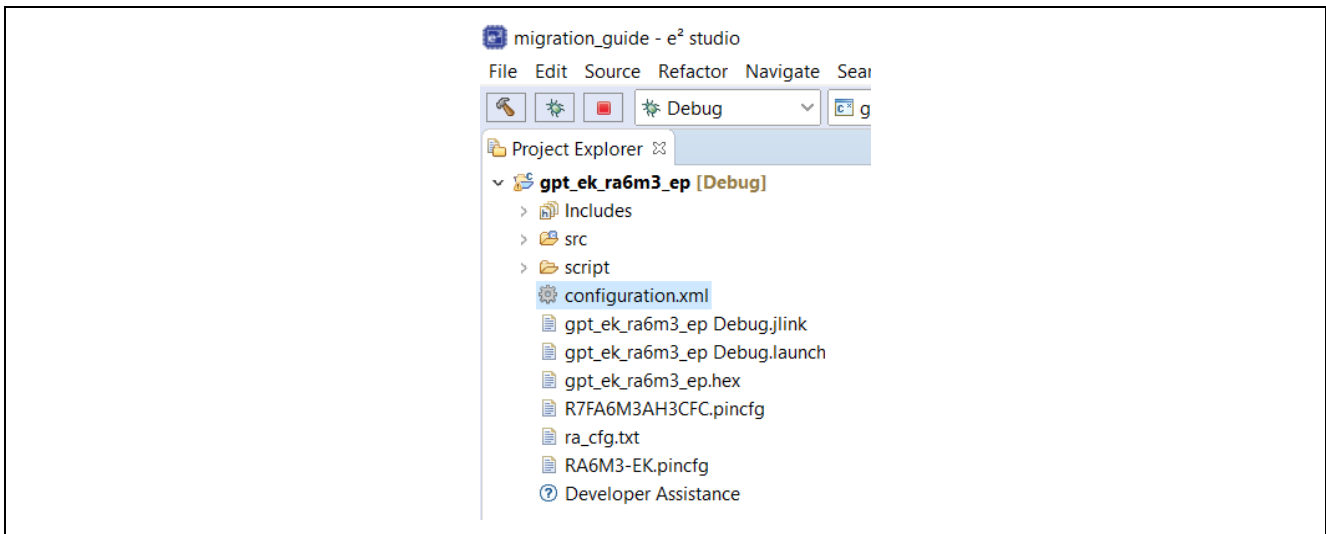 migration_guide - e² studio
File Edit Source Refactor Navigate Sear
Debug g
Project Explorer
gpt_ek_ra6m3_ep [Debug]
Includes
src
script
configuration.xml
gpt_ek_ra6m3_ep Debug.jlink
gpt_ek_ra6m3_ep Debug.launch
gpt_ek_ra6m3_ep.hex
R7FA6M3AH3CFC.pincfg
ra_cfg.txt
RA6M3-EK.pincfg
Developer Assistance